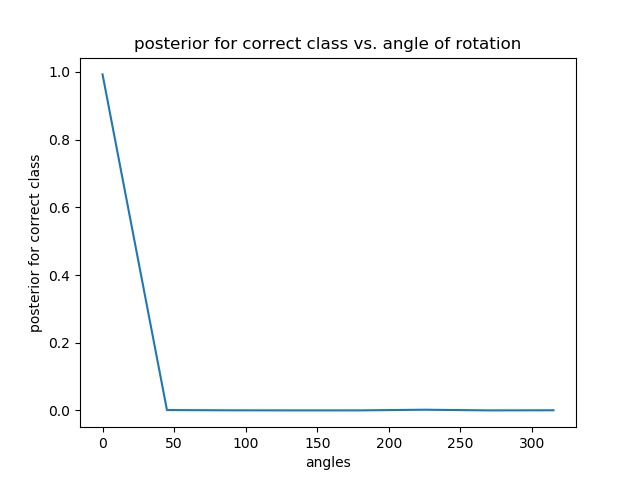 posterior for correct class vs. angle of rotation
1.0
0.8
0.6
0.4
0.2
0.0
posterior for correct class
0 50 100 150 200 250 300
angles